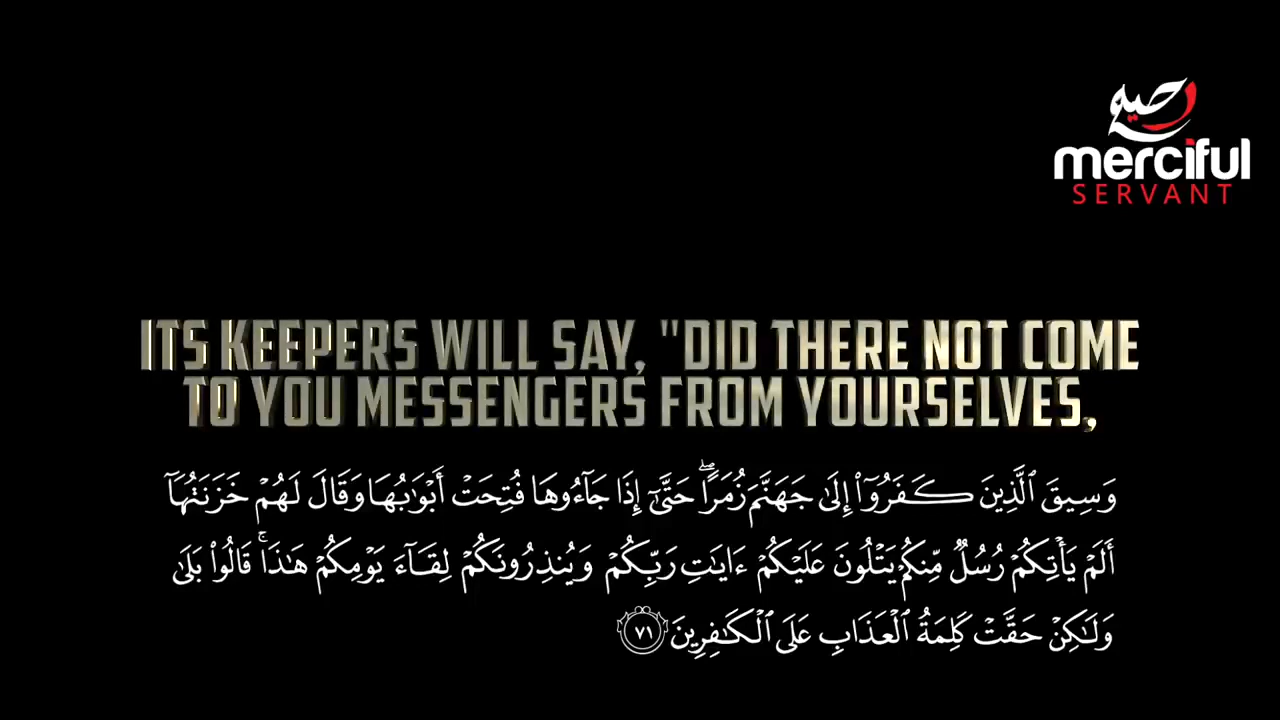 رحيم
merciful
SERVANT
ITS KEEPERS WILL SAY, "DID THERE NOT COME
TO YOU MESSENGERS FROM YOURSELVES,
وَسِيقَ ٱلَّذِينَ كَفَرُوٓا۟ إِلَىٰ جَهَنَّمَ زُمَرًا ۖ حَتَّىٰٓ إِذَا جَآءُوهَا فُتِحَتْ أَبْوَٰبُهَا وَقَالَ لَهُمْ خَزَنَتُهَآ
أَلَمْ يَأْتِكُمْ رُسُلٌ مِّنكُمْ يَتْلُونَ عَلَيْكُمْ ءَايَٰتِ رَبِّكُمْ وَيُنذِرُونَكُمْ لِقَآءَ يَوْمِكُمْ هَٰذَا ۚ قَالُوا۟ بَلَىٰ
وَلَٰكِنْ حَقَّتْ كَلِمَةُ ٱلْعَذَابِ عَلَى ٱلْكَٰفِرِينَ ٧١